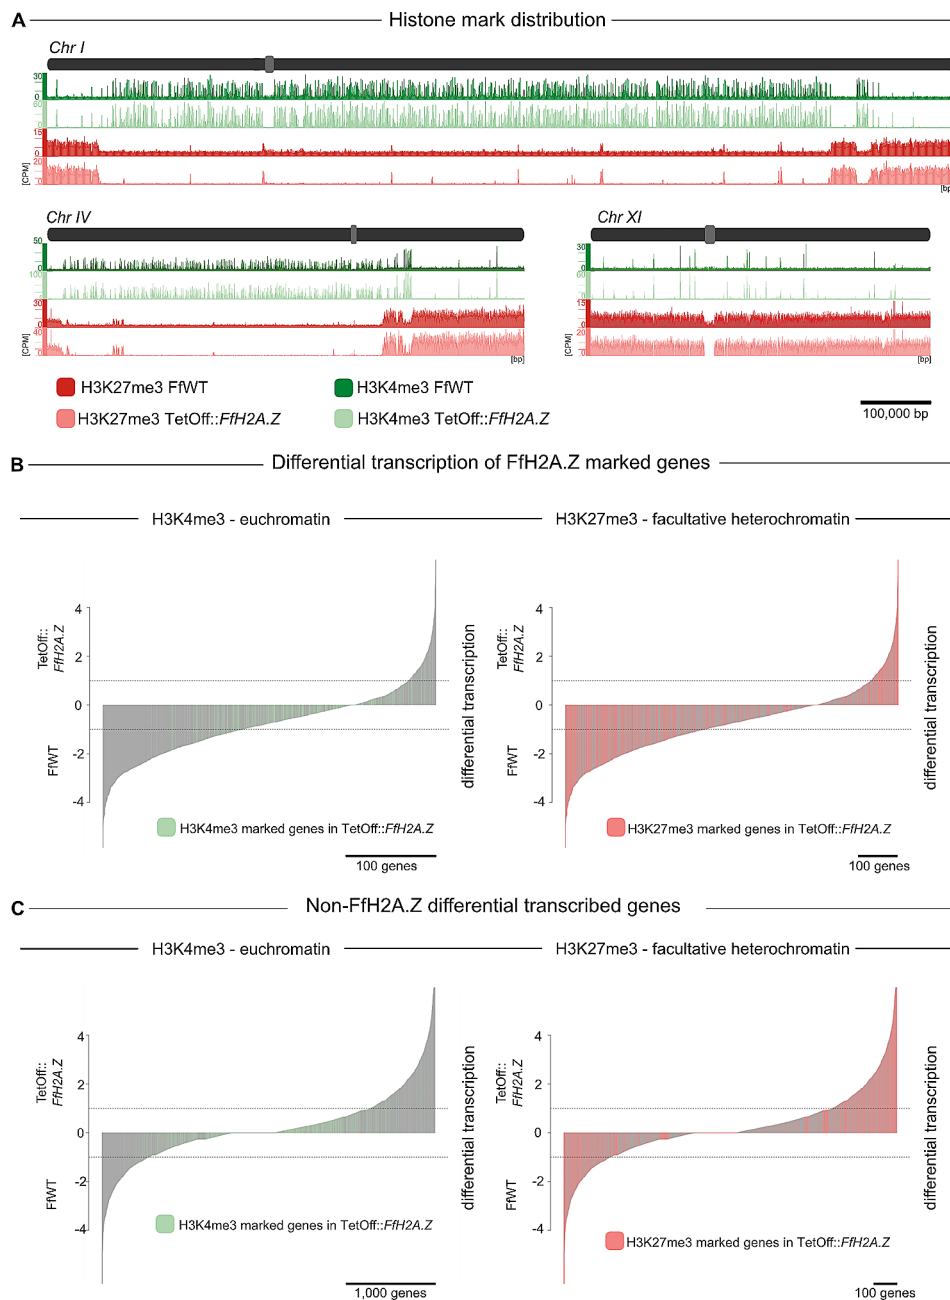 A Histone mark distribution
Chr I
30
0
60
0
15
0
20
0
[CPM]
[bp
Chr IV
Chr XI
50
0
100
0
30
0
40
0
[CPM]
[bp]
30
0
60
0
15
0
20
0
[CPM]
[bp]
H3K27me3 FfWT
H3K4me3 FfWT
H3K27me3 TetOff::FfH2A.Z
H3K4me3 TetOff::FfH2A.Z
100,000 bp
B Differential transcription of FfH2A.Z marked genes
H3K4me3 - euchromatin
H3K27me3 - facultative heterochromatin
4
2
0
-2
-4
TetOff::
FfH2A.Z
FfWT
differential transcription
H3K4me3 marked genes in TetOff::FfH2A.Z
100 genes
4
2
0
-2
-4
TetOff::
FfH2A.Z
FfWT
differential transcription
H3K27me3 marked genes in TetOff::FfH2A.Z
100 genes
C Non-FfH2A.Z differential transcribed genes
H3K4me3 - euchromatin
H3K27me3 - facultative heterochromatin
4
2
0
-2
-4
TetOff::
FfH2A.Z
FfWT
differential transcription
H3K4me3 marked genes in TetOff::FfH2A.Z
1,000 genes
4
2
0
-2
-4
TetOff::
FfH2A.Z
FfWT
differential transcription
H3K27me3 marked genes in TetOff::FfH2A.Z
100 genes